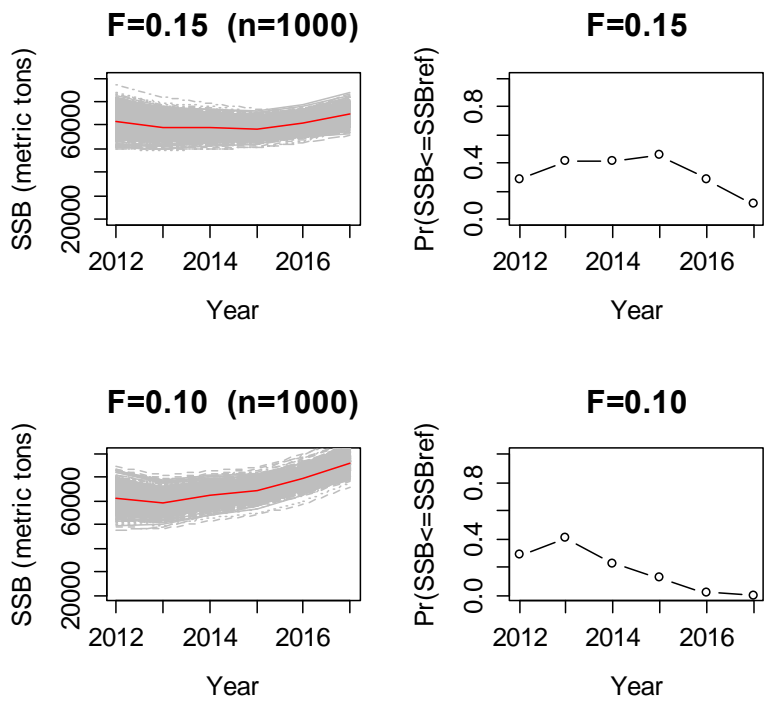 F=0.15 (n=1000)
SSB (metric tons)
20000 60000
2012 2014 2016
Year
F=0.15
Pr(SSB<=SSBref)
0.0 0.4 0.8
2012 2014 2016
Year
F=0.10 (n=1000)
SSB (metric tons)
20000 60000
2012 2014 2016
Year
F=0.10
Pr(SSB<=SSBref)
0.0 0.4 0.8
2012 2014 2016
Year